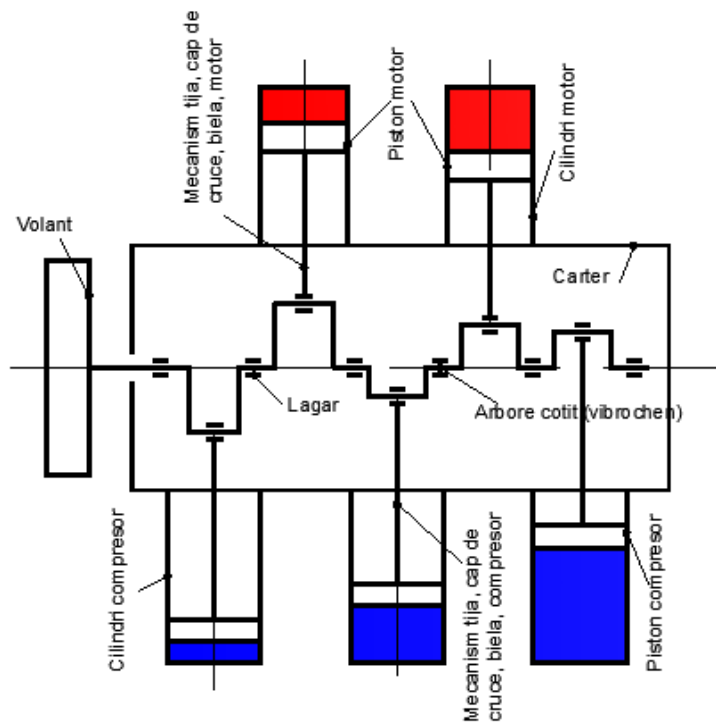 Mecanism tija, cap de
cruce, biela, motor
Piston motor
Cilindri motor
Volant
Carter
Lagar
Arbore cotit (vibrochen)
Cilindri compresor
Mecanism tija, cap de
cruce, biela, compresor
Piston compresor